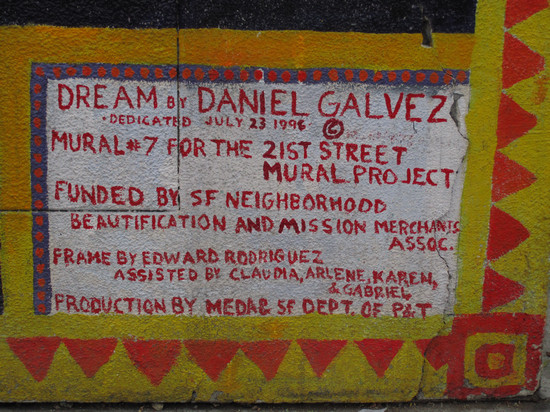 DREAM BY DANIEL GALVEZ
•DEDICATED JULY 23 1996 ©
MURAL #7 FOR THE 21ST STREET
MURAL PROJECT
FUNDED BY SF NEIGHBORHOOD
BEAUTIFICATION AND MISSION MERCHANTS
ASSOC.
FRAME BY EDWARD RODRIGUEZ
ASSISTED BY CLAUDIA, ARLENE, KAREN,
& GABRIEL
PRODUCTION BY MEDA & SF DEPT. OF P&T